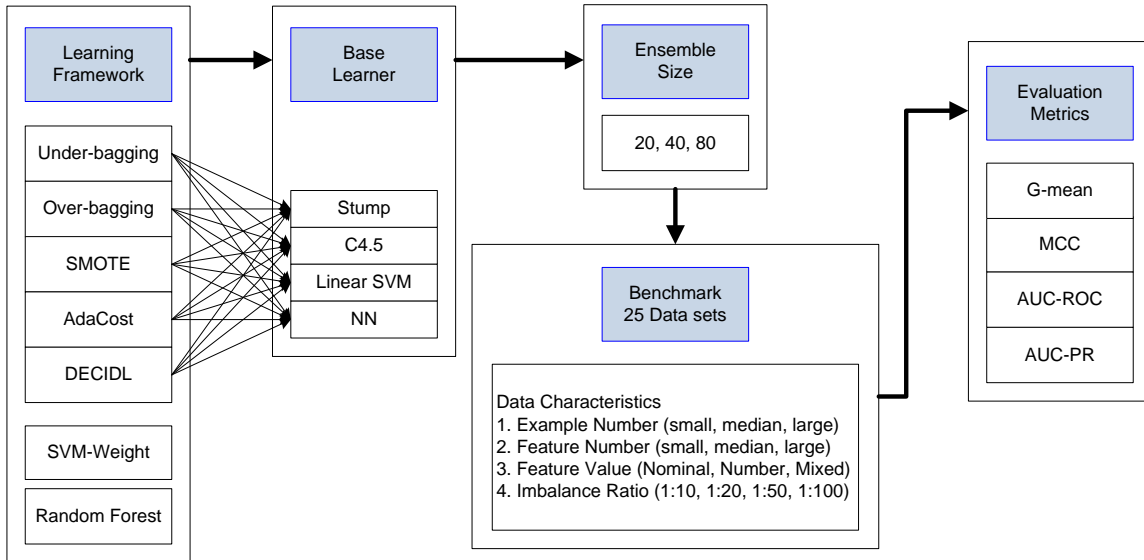 Learning
Framework
Under-bagging
Over-bagging
SMOTE
AdaCost
DECIDL
SVM-Weight
Random Forest
Base
Learner
Stump
C4.5
Linear SVM
NN
Ensemble
Size
20, 40, 80
Benchmark
25 Data sets
Data Characteristics
1. Example Number (small, median, large)
2. Feature Number (small, median, large)
3. Feature Value (Nominal, Number, Mixed)
4. Imbalance Ratio (1:10, 1:20, 1:50, 1:100)
Evaluation
Metrics
G-mean
MCC
AUC-ROC
AUC-PR